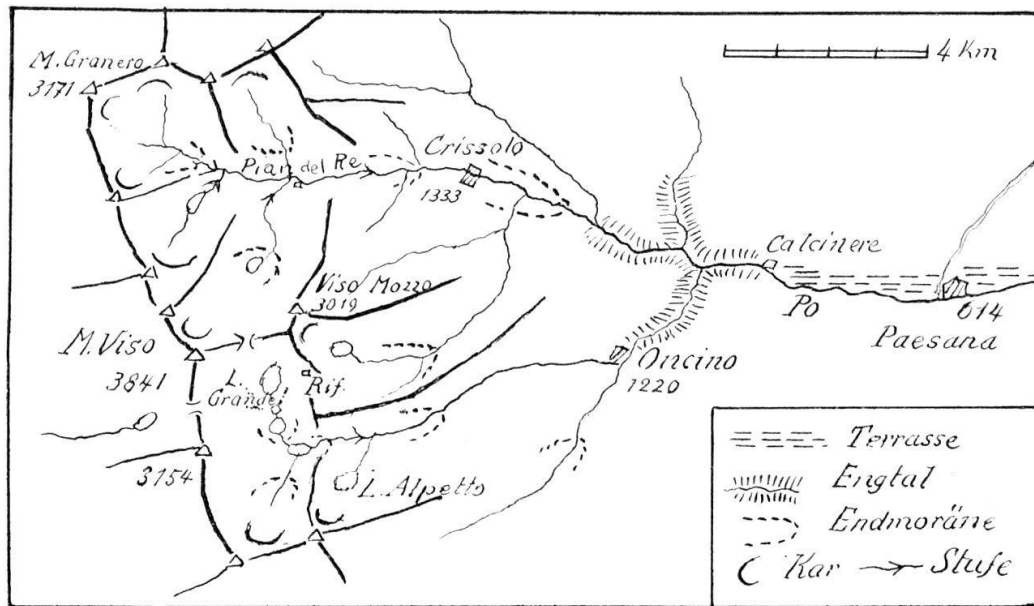 M. Granero
3171
4 Km
Crissolo
Pian del Re
1333
Calcinere
Viso Mozzo
3019
Po
614
Paesana
M. Viso
3841
Oncino
1220
L.
Grande
Rif.
3154
L. Alpetto
Terrasse
Engtal
Endmoräne
Kar Stufe